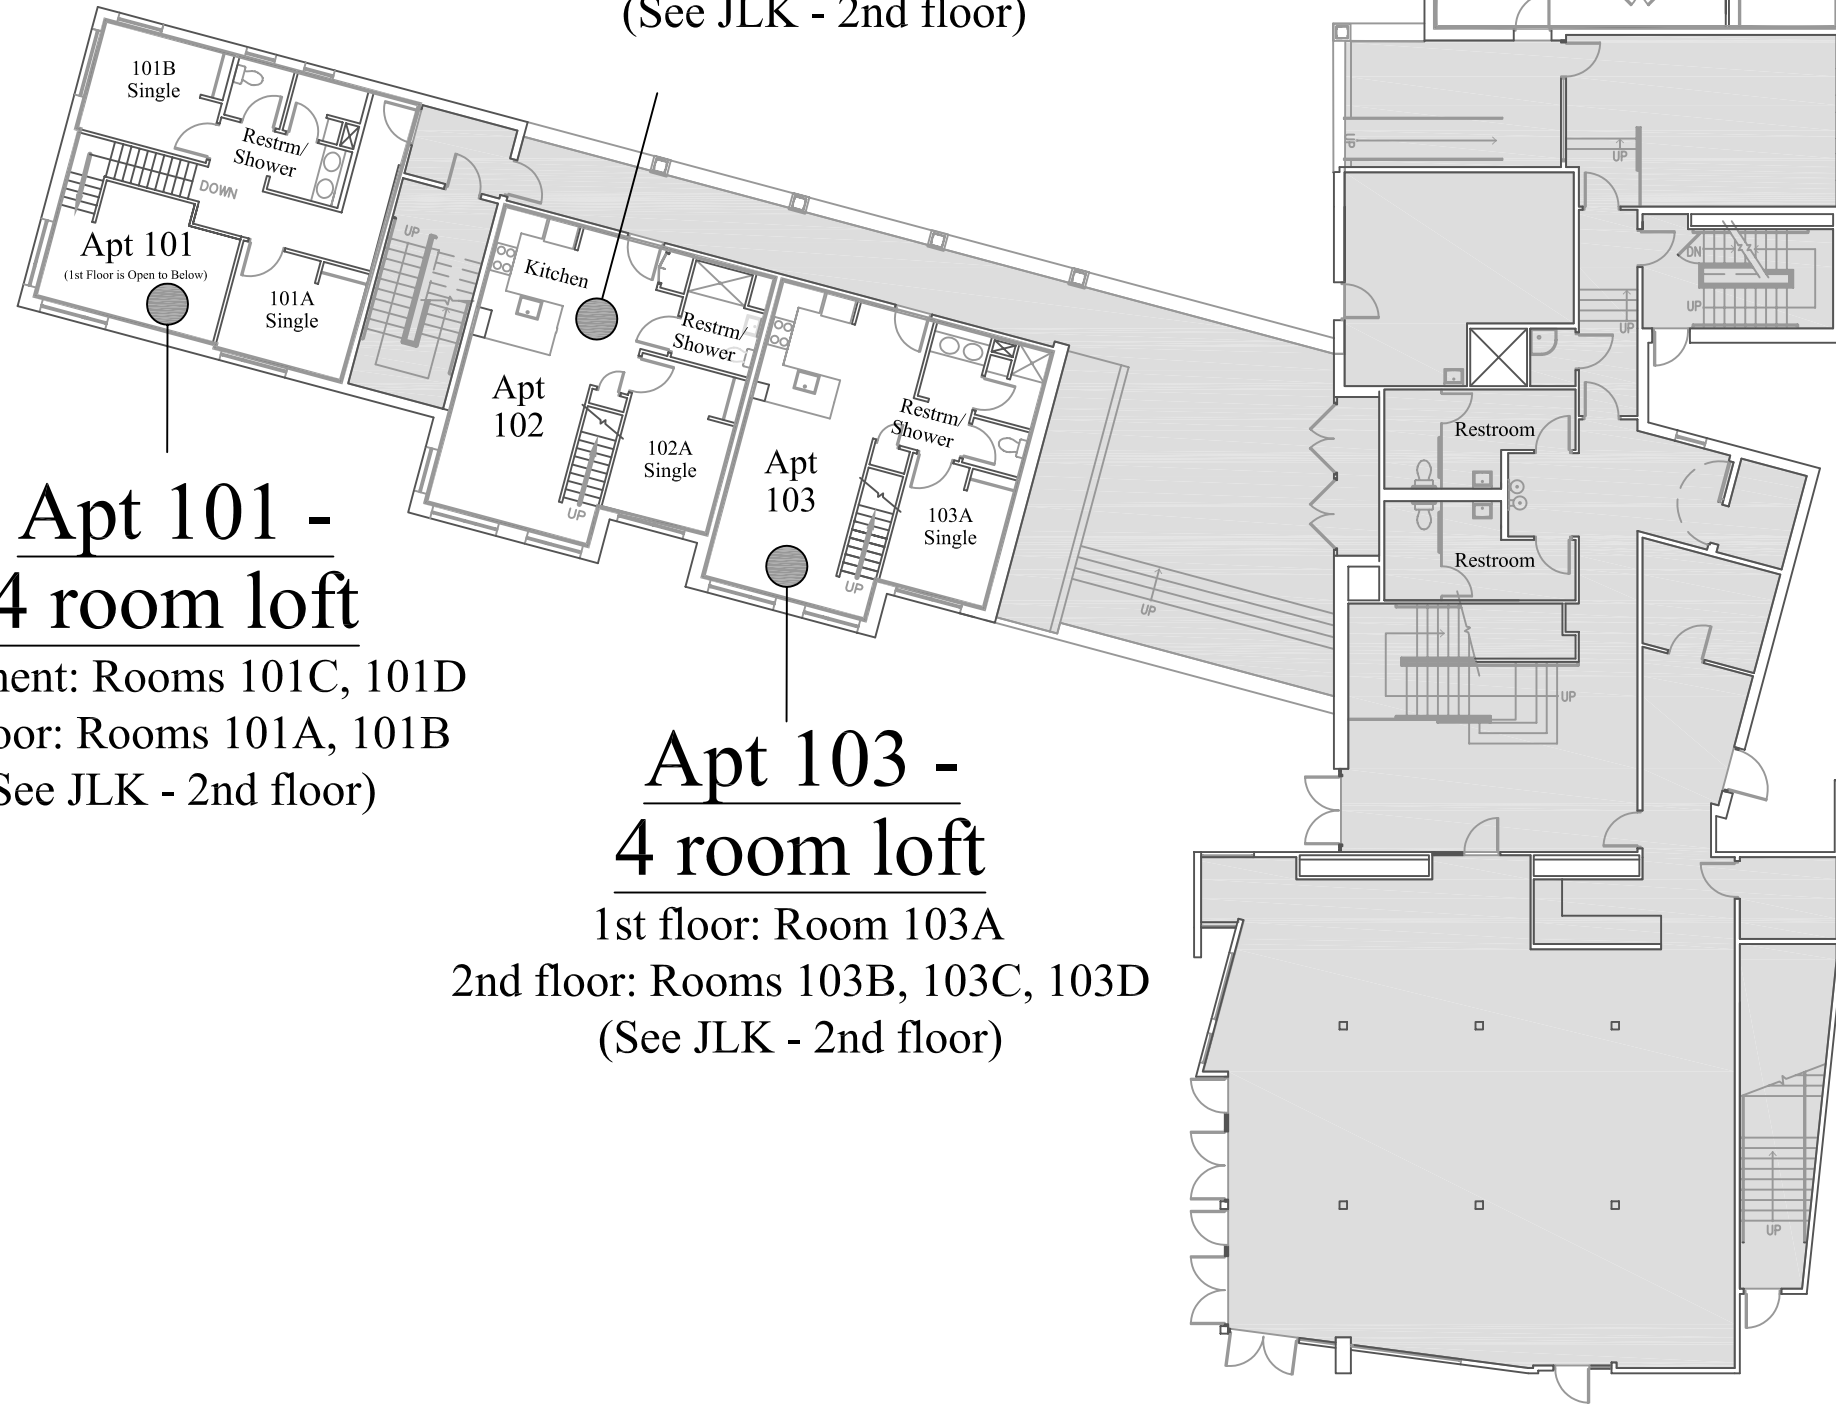 (See JLK - 2nd floor)
101B
Single
Restrm/
Shower
DOWN
Apt 101
(1st Floor is Open to Below)
101A
Single
UP
Kitchen
Restrm/
Shower
Apt
102
102A
Single
UP
Restrm/
Shower
Apt
103
103A
Single
UP
UP
UP
UP
DN
UP
UP
Restroom
Restroom
UP
UP
UP
Apt 101 -
4 room loft
ment: Rooms 101C, 101D
oor: Rooms 101A, 101B
See JLK - 2nd floor)
Apt 103 -
4 room loft
1st floor: Room 103A
2nd floor: Rooms 103B, 103C, 103D
(See JLK - 2nd floor)